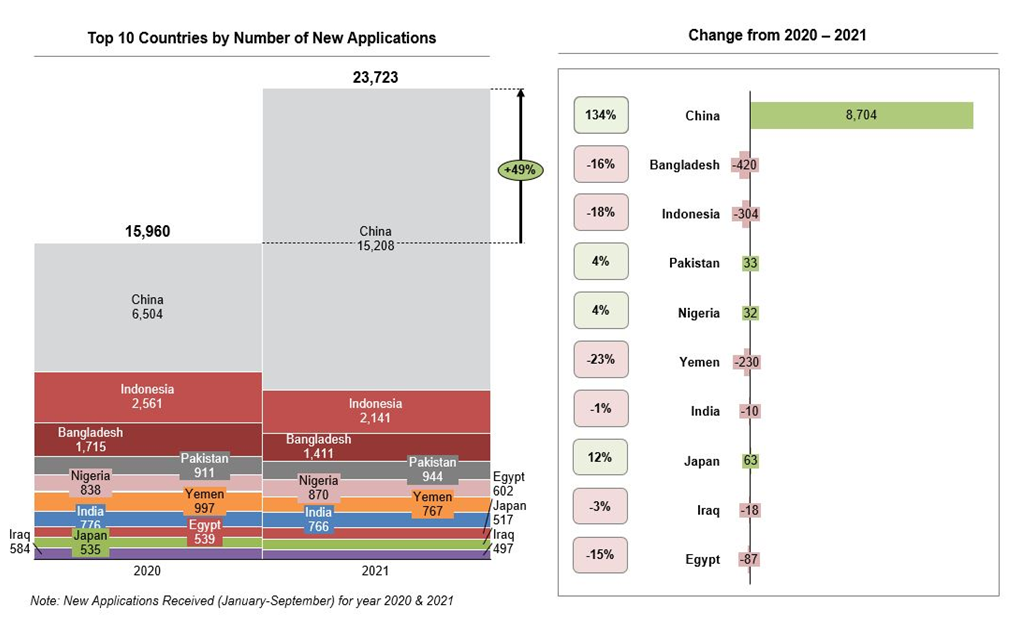 Top 10 Countries by Number of New Applications
23,723
+49%
15,960
China
15,208
China
6,504
Indonesia
2,561
Indonesia
2,141
Bangladesh
1,715
Bangladesh
1,411
Pakistan
911
Pakistan
944
Nigeria
838
Nigeria
870
Egypt
602
Yemen
997
Yemen
767
Japan
517
India
776
India
766
Egypt
539
Iraq
584
Japan
535
Iraq
497
2020
2021
Note: New Applications Received (January-September) for year 2020 & 2021
Change from 2020 – 2021
134% China 8,704
-16% Bangladesh -420
-18% Indonesia -304
4% Pakistan 33
4% Nigeria 32
-23% Yemen -230
-1% India -10
12% Japan 63
-3% Iraq -18
-15% Egypt -87